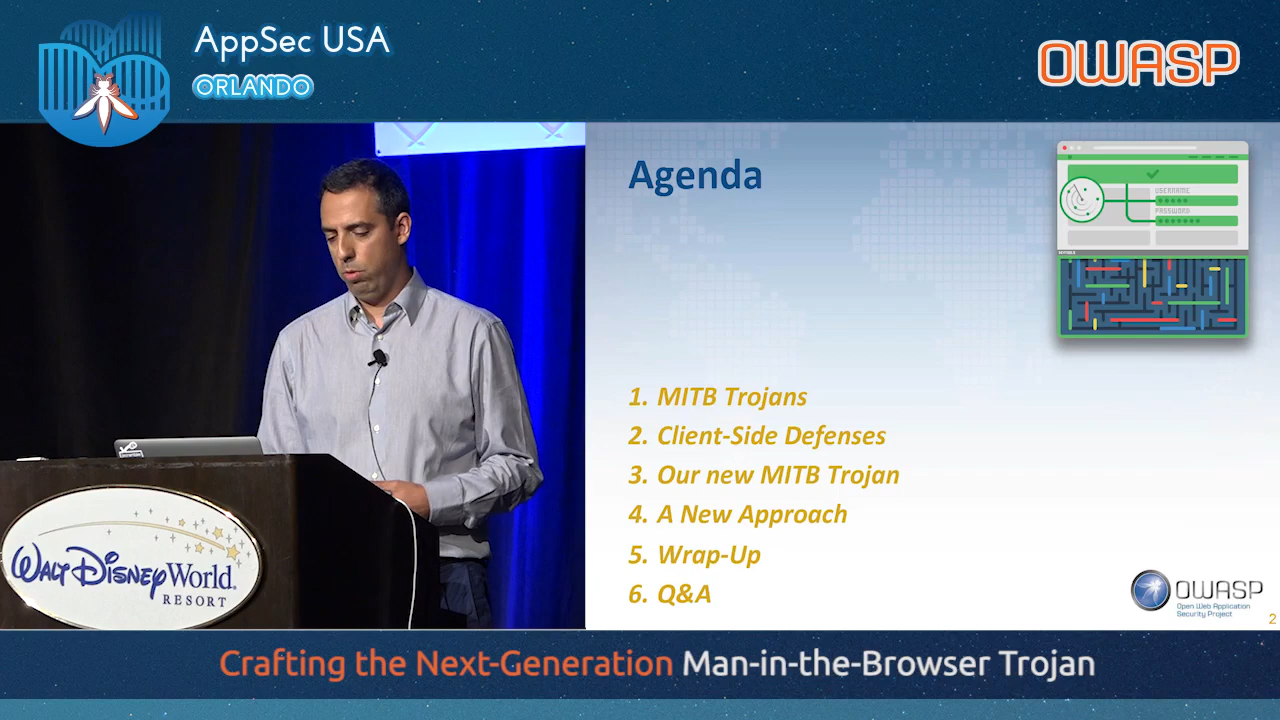 AppSec USA
ORLANDO
OWASP
Agenda
USERNAME
PASSWORD
1. MITB Trojans
2. Client-Side Defenses
3. Our new MITB Trojan
4. A New Approach
5. Wrap-Up
6. Q&A
WALT DISNEY World.
RESORT
OWASP
Open Web Application
Security Project
2
Crafting the Next-Generation Man-in-the-Browser Trojan